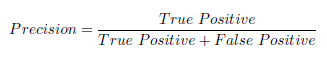 Precision = True Positive / True Positive + False Positive